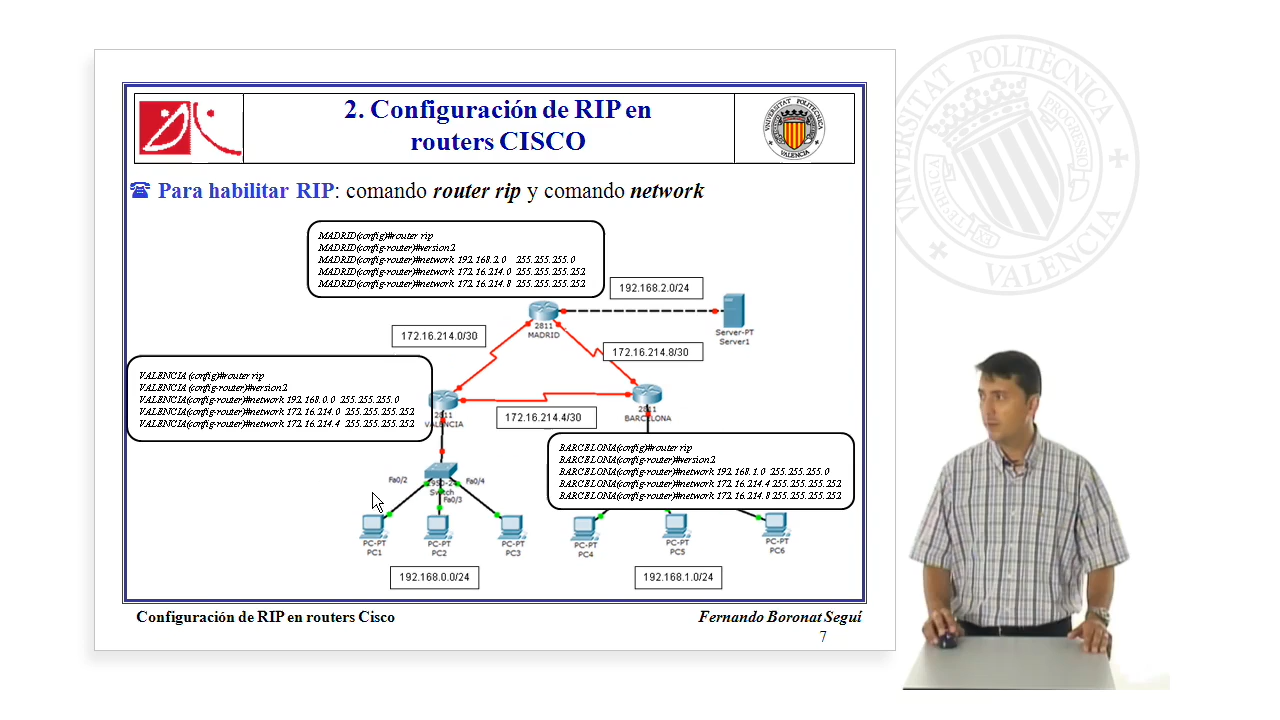 2. Configuración de RIP en
routers CISCO
UNIVERSITAT POLITÈCNICA
VALENCIA
Para habilitar RIP: comando router rip y comando network
MADRID(config)#router rip
MADRID(config-router)#version2
MADRID(config-router)#network 192.168.2.0 255.255.255.0
MADRID(config-router)#network 172.16.214.0 255.255.255.252
MADRID(config-router)#network 172.16.214.8 255.255.255.252
192.168.2.0/24
2811
MADRID
Server-PT
Server1
172.16.214.0/30
172.16.214.8/30
VALENCIA (config)#router rip
VALENCIA (config-router)#version2
VALENCIA(config-router)#network 192.168.0.0 255.255.255.0
VALENCIA(config-router)#network 172.16.214.0 255.255.255.252
VALENCIA(config-router)#network 172.16.214.4 255.255.255.252
2811
VALENCIA
172.16.214.4/30
2811
BARCELONA
BARCELONA(config)#router rip
BARCELONA(config-router)#version2
BARCELONA(config-router)#network 192.168.1.0 255.255.255.0
BARCELONA(config-router)#network 172.16.214.4 255.255.255.252
BARCELONA(config-router)#network 172.16.214.8 255.255.255.252
Fa0/2
Fa0/4
Switch
Fa0/3
PC-PT
PC1
PC-PT
PC2
PC-PT
PC3
PC-PT
PC4
PC-PT
PC5
PC-PT
PC6
192.168.0.0/24
192.168.1.0/24
Configuración de RIP en routers Cisco
Fernando Boronat Seguí
7
UNIVERSITAT POLITÈCNICA
VALÈNCIA